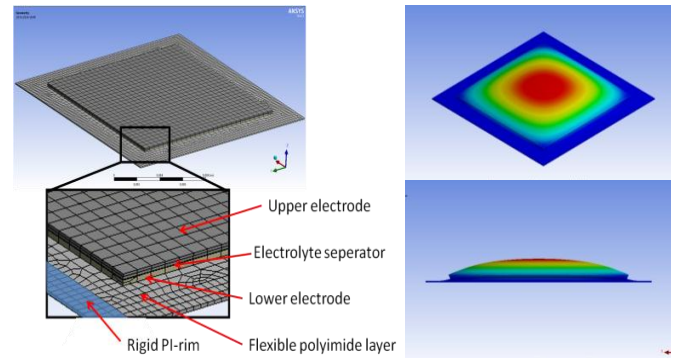 ANSYS
Upper electrode
Electrolyte seperator
Lower electrode
Rigid PI-rim
Flexible polyimide layer